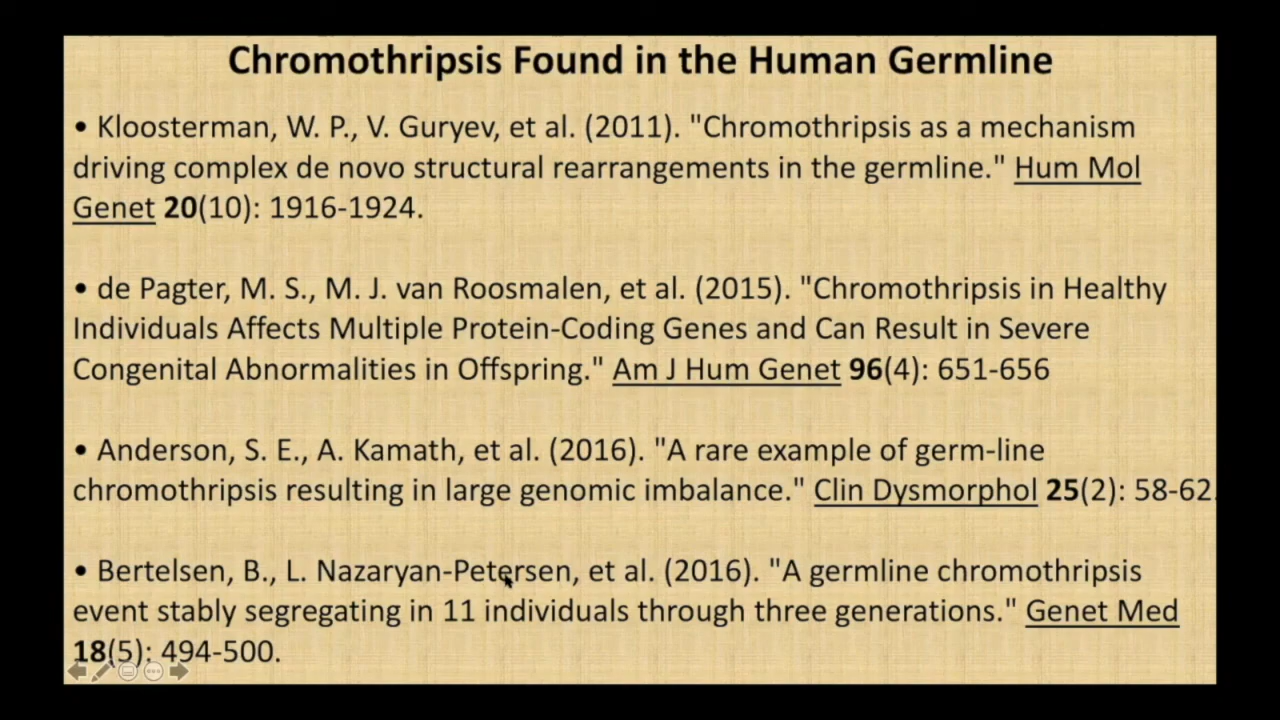 Chromothripsis Found in the Human Germline
• Kloosterman, W. P., V. Guryev, et al. (2011). "Chromothripsis as a mechanism
driving complex de novo structural rearrangements in the germline." Hum Mol
Genet 20(10): 1916-1924.
• de Pagter, M. S., M. J. van Roosmalen, et al. (2015). "Chromothripsis in Healthy
Individuals Affects Multiple Protein-Coding Genes and Can Result in Severe
Congenital Abnormalities in Offspring." Am J Hum Genet 96(4): 651-656
• Anderson, S. E., A. Kamath, et al. (2016). "A rare example of germ-line
chromothripsis resulting in large genomic imbalance." Clin Dysmorphol 25(2): 58-62.
• Bertelsen, B., L. Nazaryan-Petersen, et al. (2016). "A germline chromothripsis
event stably segregating in 11 individuals through three generations." Genet Med
18(5): 494-500.